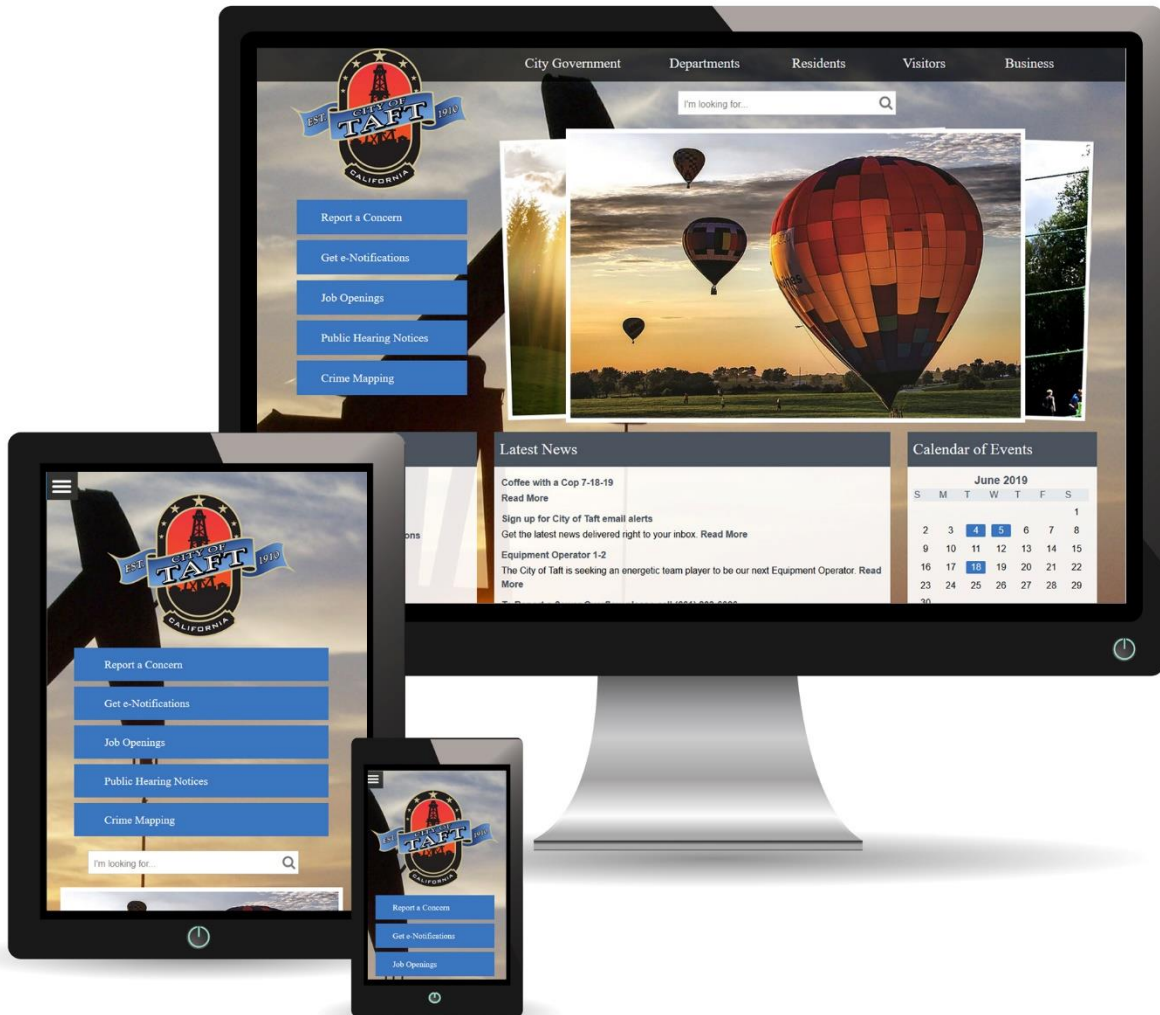 City Government Departments Residents Visitors Business
I'm looking for...
EST. CITY OF 1910
TAFT
CALIFORNIA
Report a Concern
Get e-Notifications
Job Openings
Public Hearing Notices
Crime Mapping
Latest News
Coffee with a Cop 7-18-19
Read More
Sign up for City of Taft email alerts
Get the latest news delivered right to your inbox. Read More
Equipment Operator 1-2
The City of Taft is seeking an energetic team player to be our next Equipment Operator. Read
More
Calendar of Events
June 2019
S M T W T F S
1
2 3 4 5 6 7 8
9 10 11 12 13 14 15
16 17 18 19 20 21 22
23 24 25 26 27 28 29
30
ons
EST. CITY OF 1910
TAFT
CALIFORNIA
Report a Concern
Get e-Notifications
Job Openings
Public Hearing Notices
Crime Mapping
I'm looking for...
EST. CITY OF 1910
TAFT
CALIFORNIA
Report a Concern
Get e-Notifications
Job Openings